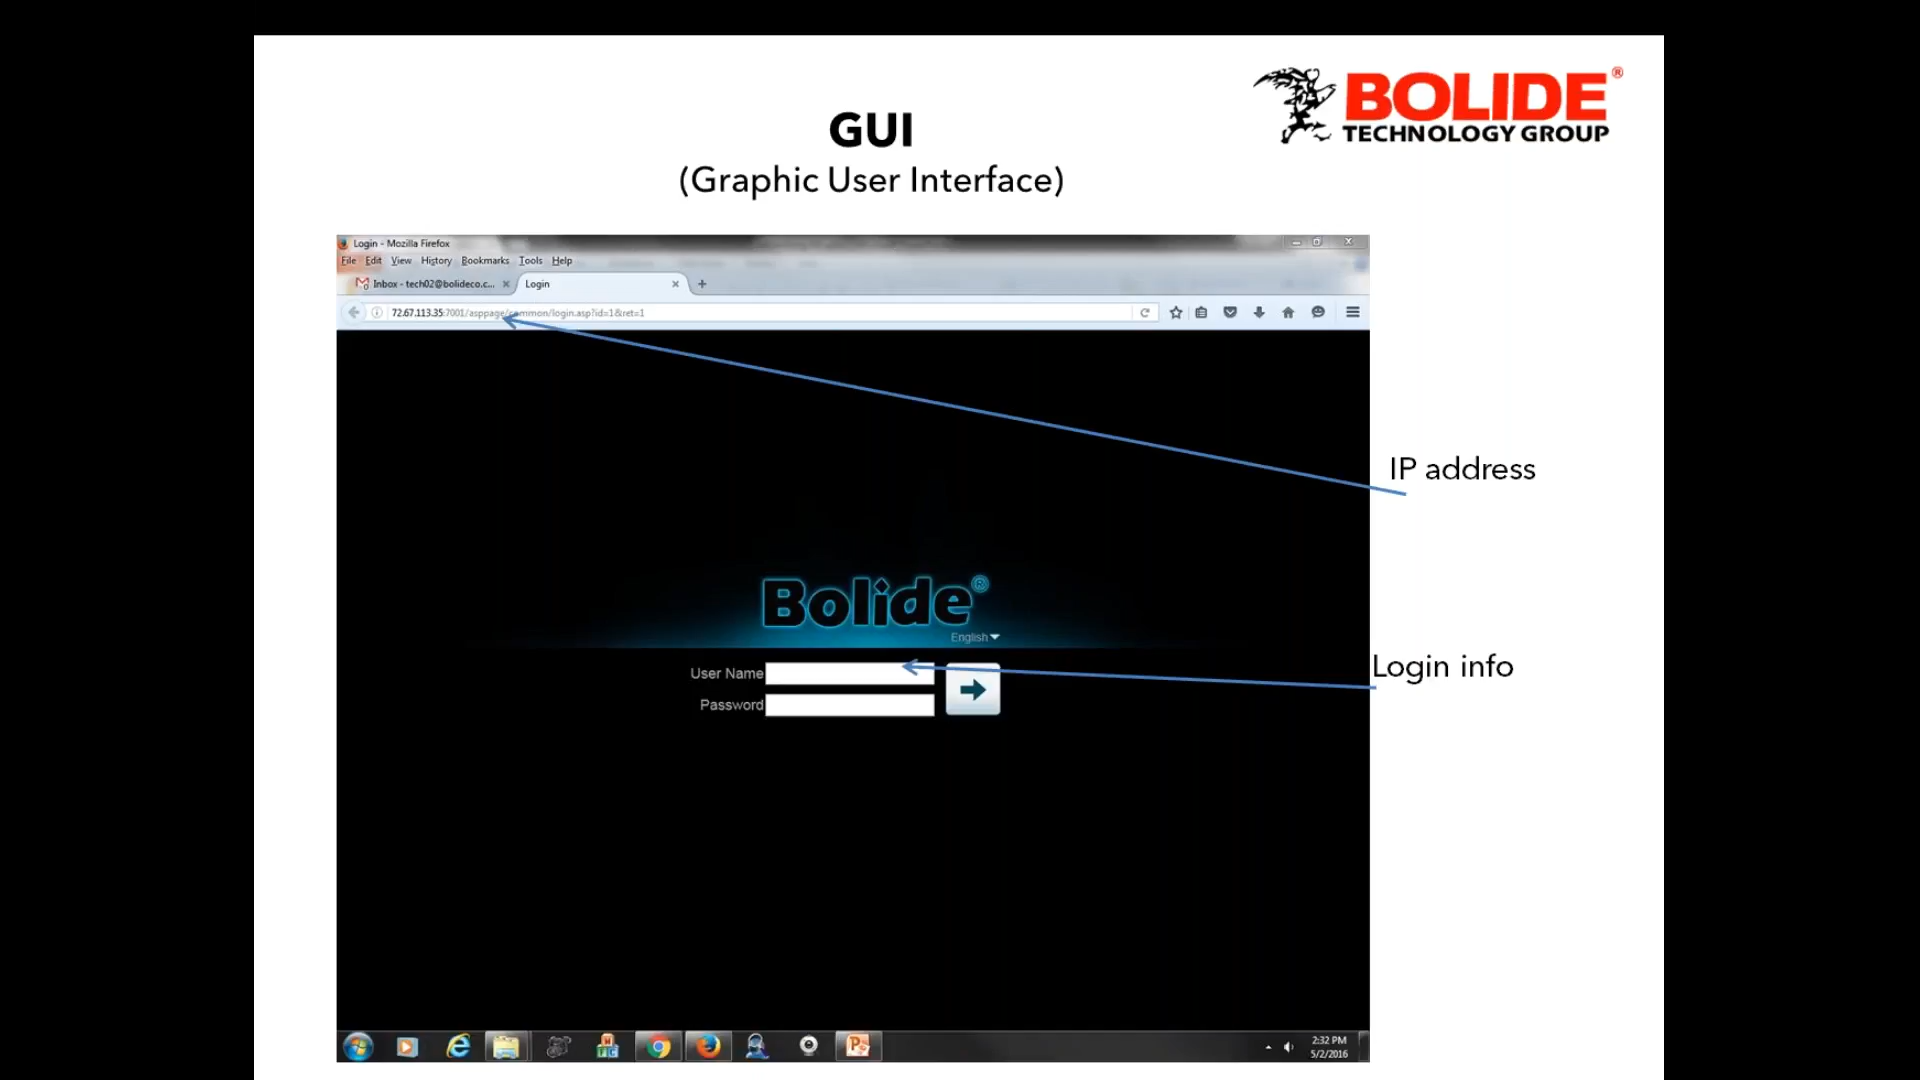 BOLIDE®
TECHNOLOGY GROUP
GUI
(Graphic User Interface)
Login - Mozilla Firefox
File Edit View History Bookmarks Tools Help
Inbox - tech02@bolideco.c... Login
72.67.113.35:7001/asppage/common/login.asp?id=1&ret=1
IP address
Bolide®
English
Login info
User Name
Password
2:32 PM
5/2/2016